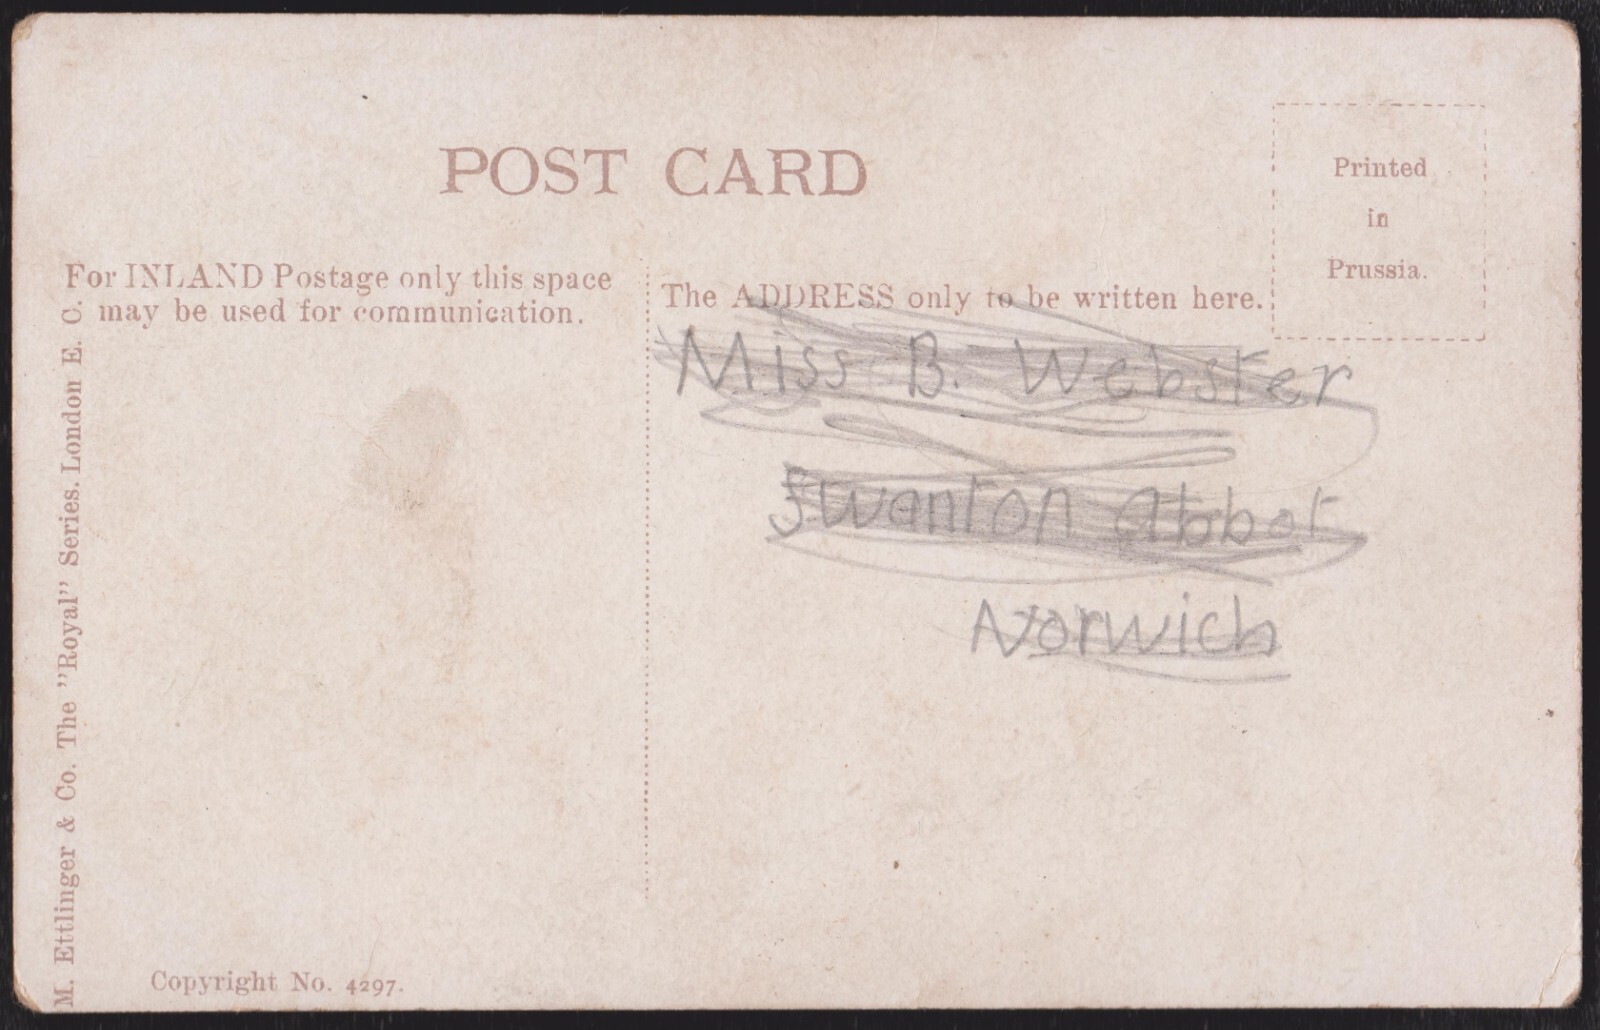 POST CARD
Printed
in
Prussia.
For INLAND Postage only this space
may be used for communication.
The ADDRESS only to be written here.
Miss B. Webster
Swanton Abbot
Norwich
M. Ettlinger & Co. The "Royal" Series. London E. C.
Copyright No. 4297.